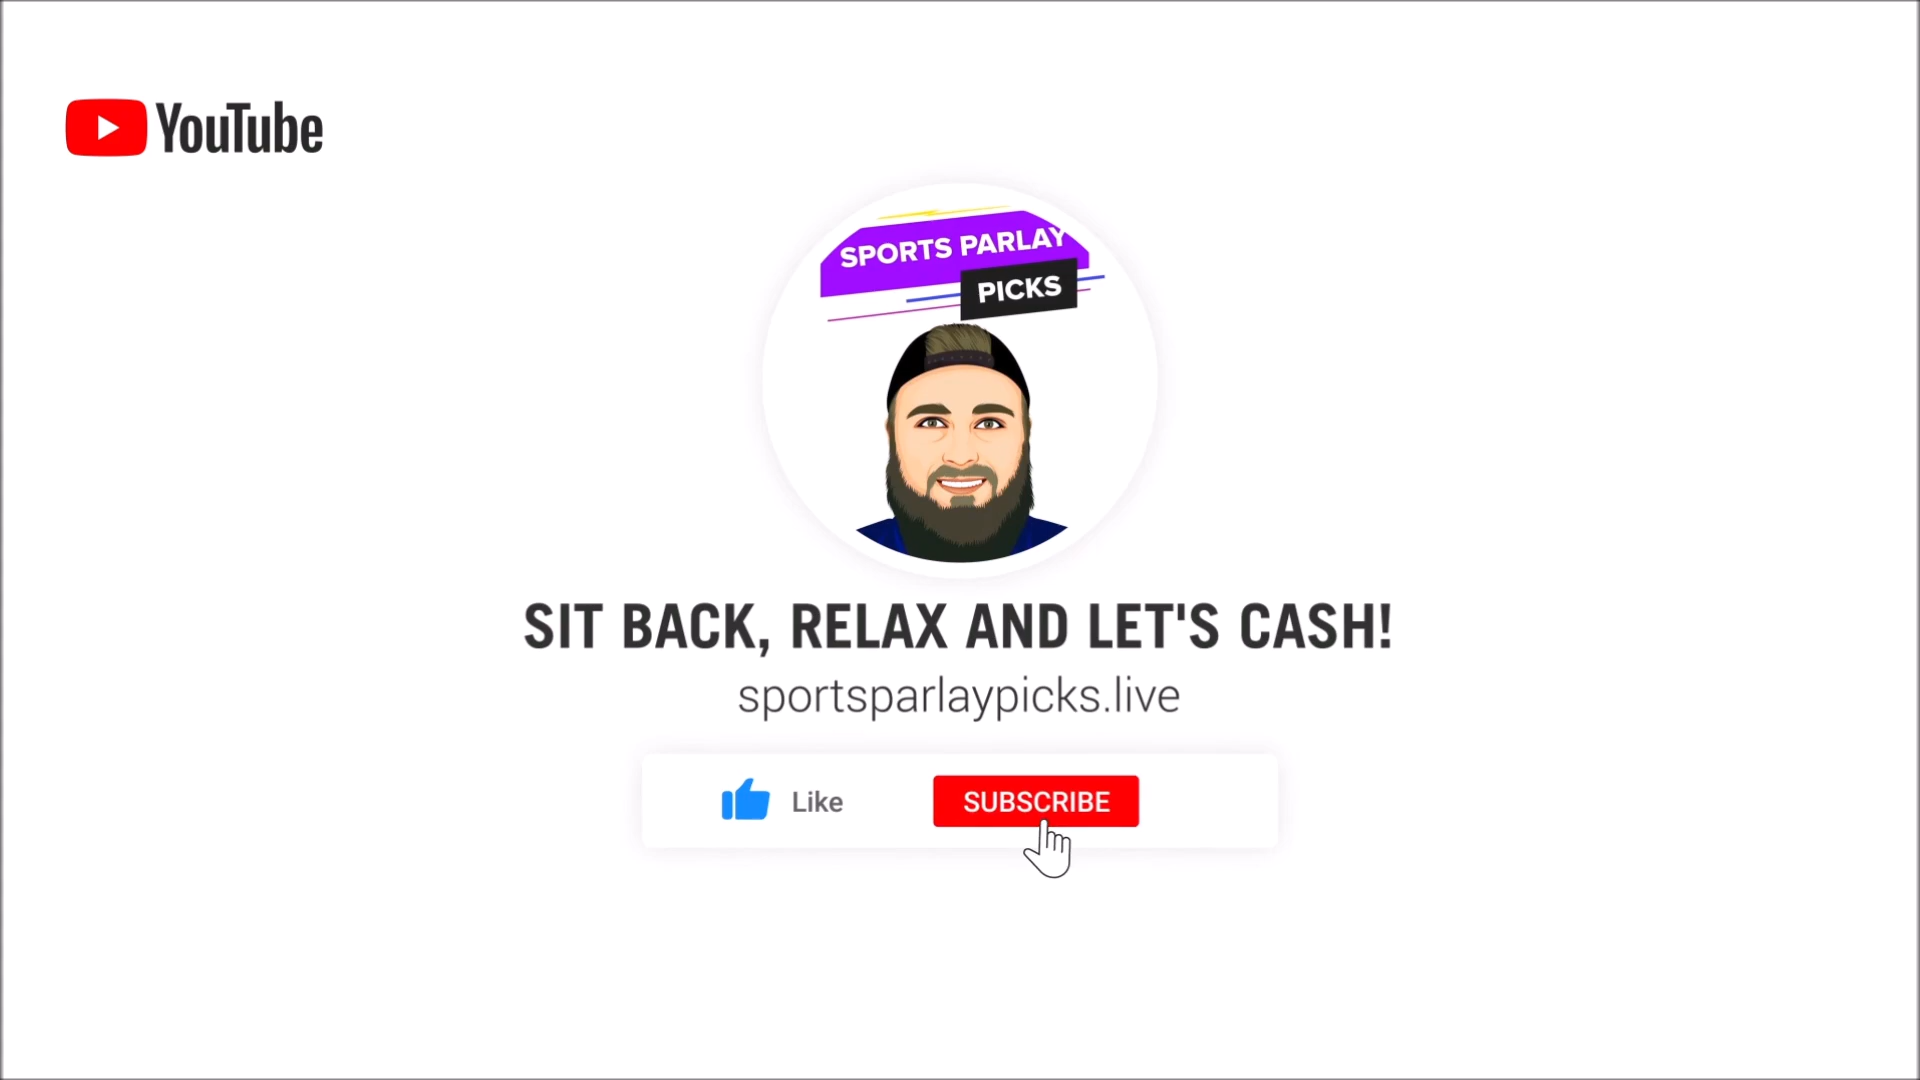 YouTube
SPORTS PARLAY
PICKS
SIT BACK, RELAX AND LET'S CASH!
sportsparlaypicks.live
Like
SUBSCRIBE